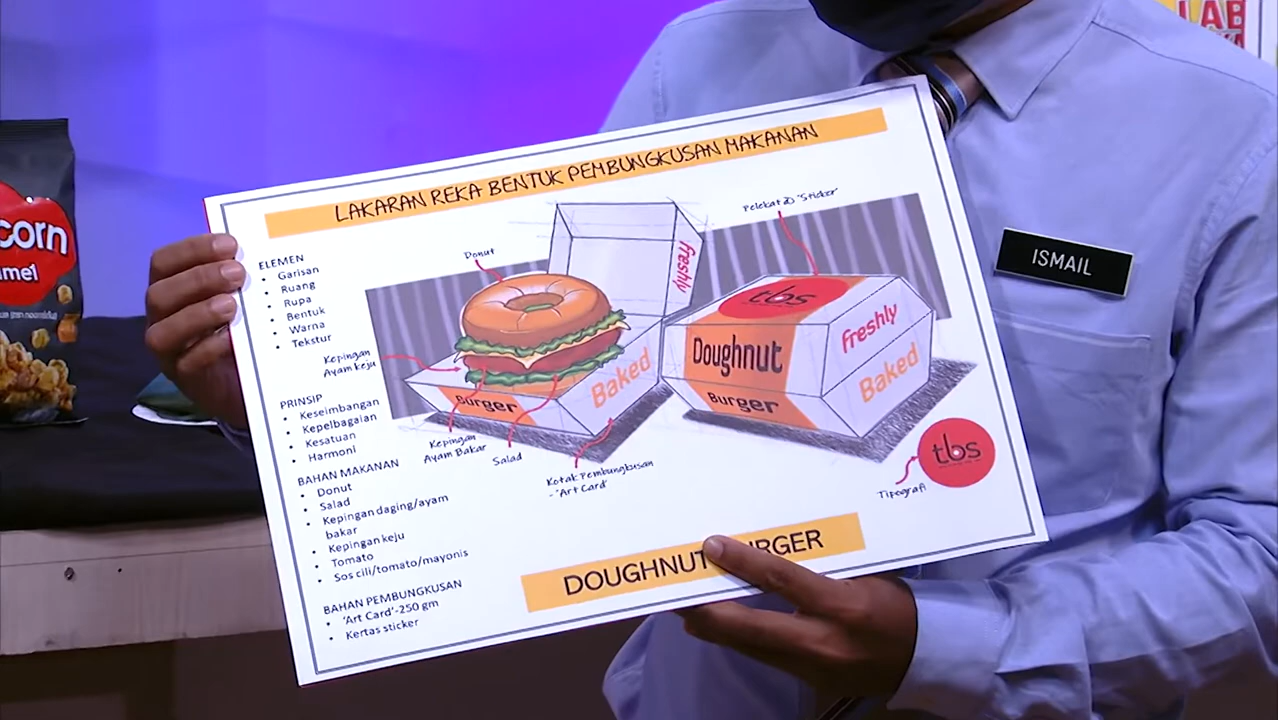 LAB
corn
amel
ISMAIL
LAKARAN REKA BENTUK PEMBUNGKUSAN MAKANAN
ELEMEN
• Garisan
• Ruang
• Rupa
• Bentuk
• Warna
• Tekstur
PRINSIP
• Keseimbangan
• Kepelbagaian
• Kesatuan
• Harmoni
BAHAN MAKANAN
• Donut
• Salad
• Kepingan daging/ayam
bakar
• Kepingan keju
• Tomato
• Sos cili/tomato/mayonis
BAHAN PEMBUNGKUSAN
• 'Art Card'-250 gm
• Kertas sticker
Donut
Pelekat 2D 'Sticker'
Kepingan
Ayam keju
Kepingan
Ayam Bakar
Salad
Kotak Pembungkusan
- 'Art Card'
Tipografi
freshly
Baked
Burger
tbs
Doughnut
Burger
freshly
Baked
tbs
DOUGHNUT BURGER